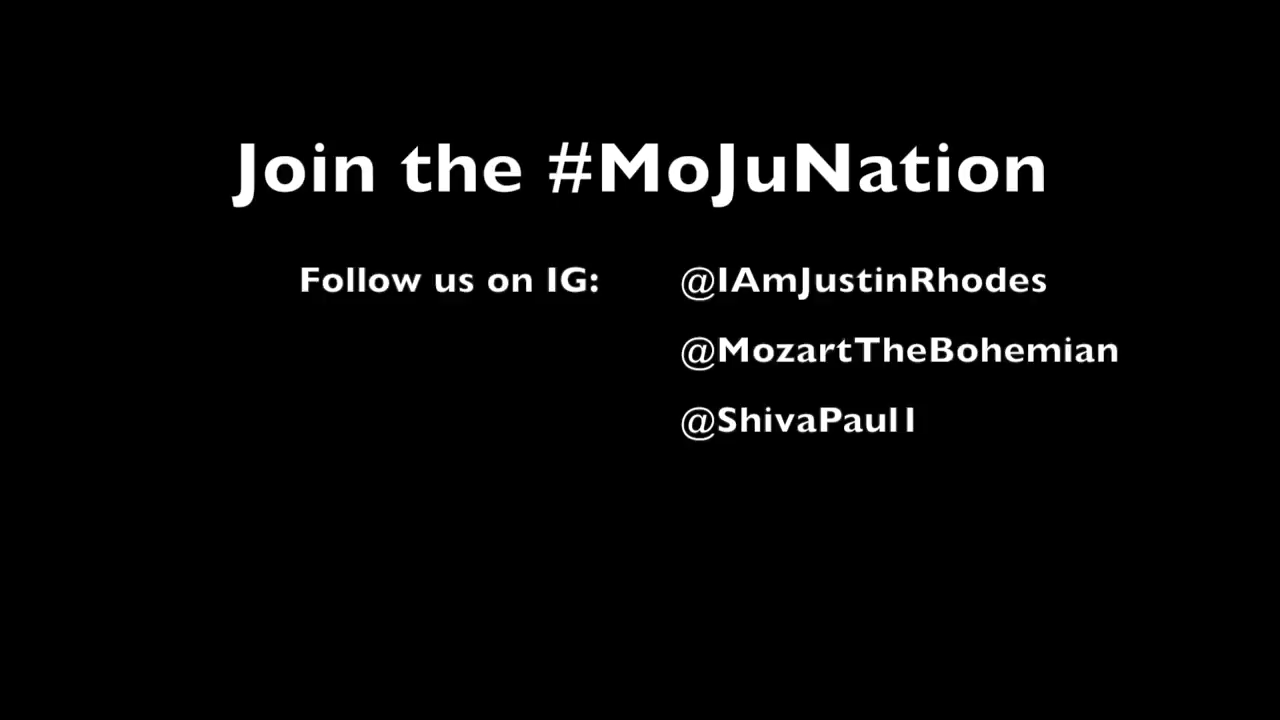 Join the #MoJuNation
Follow us on IG: @IAmJustinRhodes
@MozartTheBohemian
@ShivaPaul1